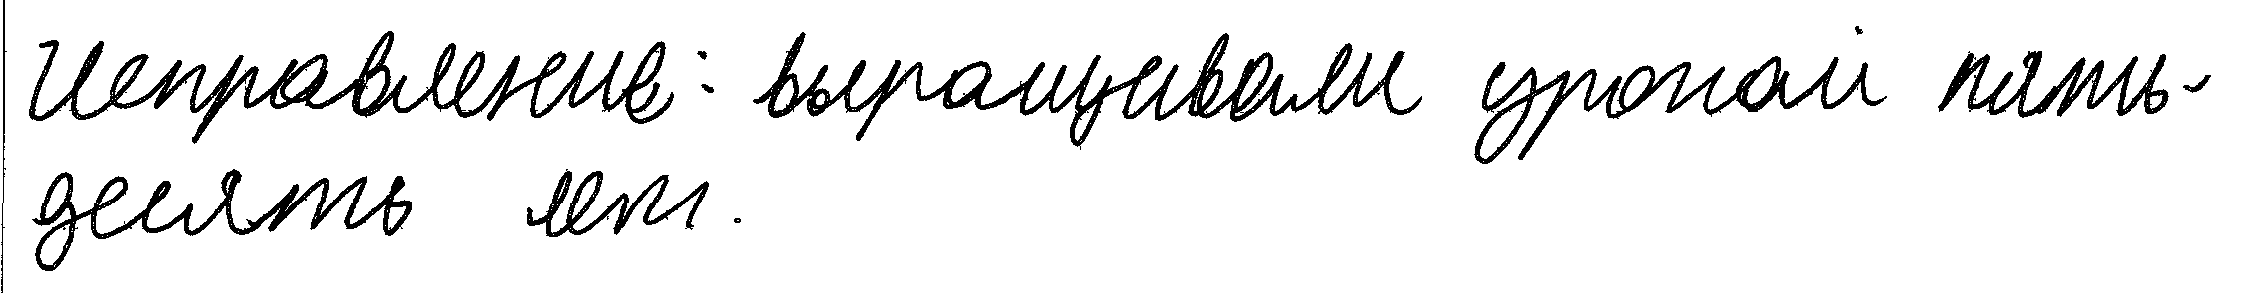 Исправление: выращивали урожай пять-
десять лет.